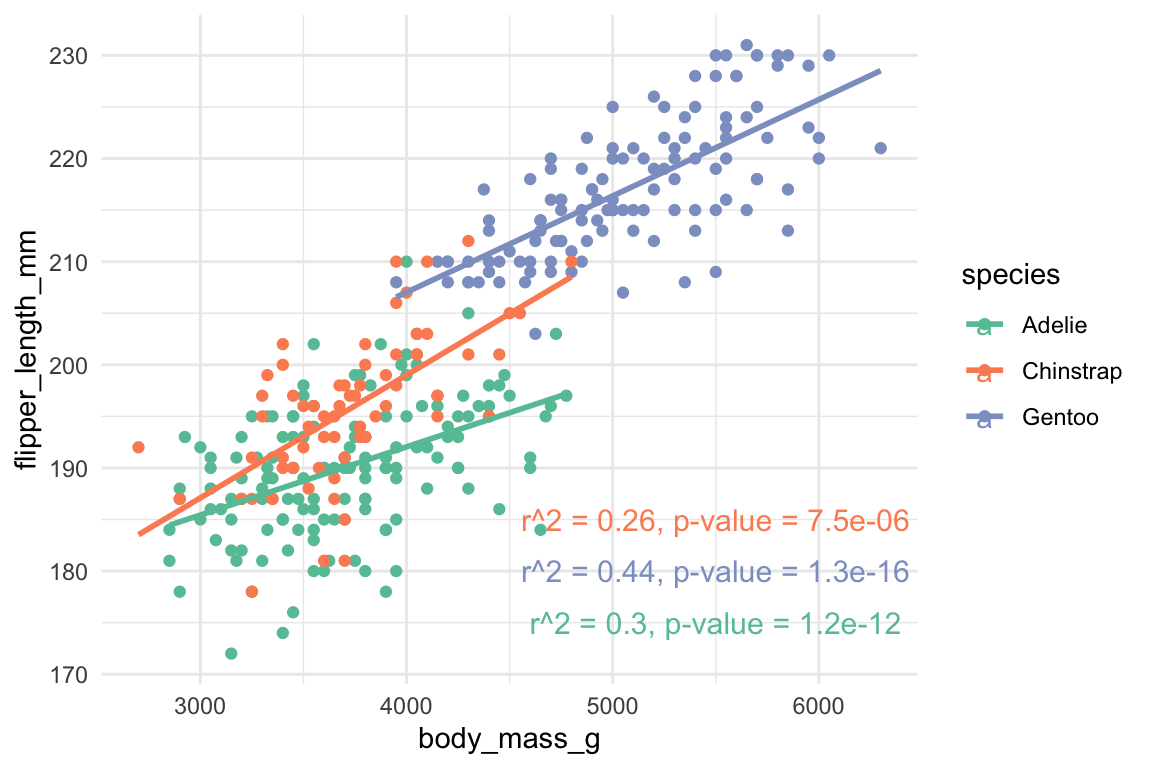 230
220
210
200
190
180
170
flipper_length_mm
r^2 = 0.26, p-value = 7.5e-06
r^2 = 0.44, p-value = 1.3e-16
r^2 = 0.3, p-value = 1.2e-12
3000 4000 5000 6000
body_mass_g
species
a Adelie
a Chinstrap
a Gentoo